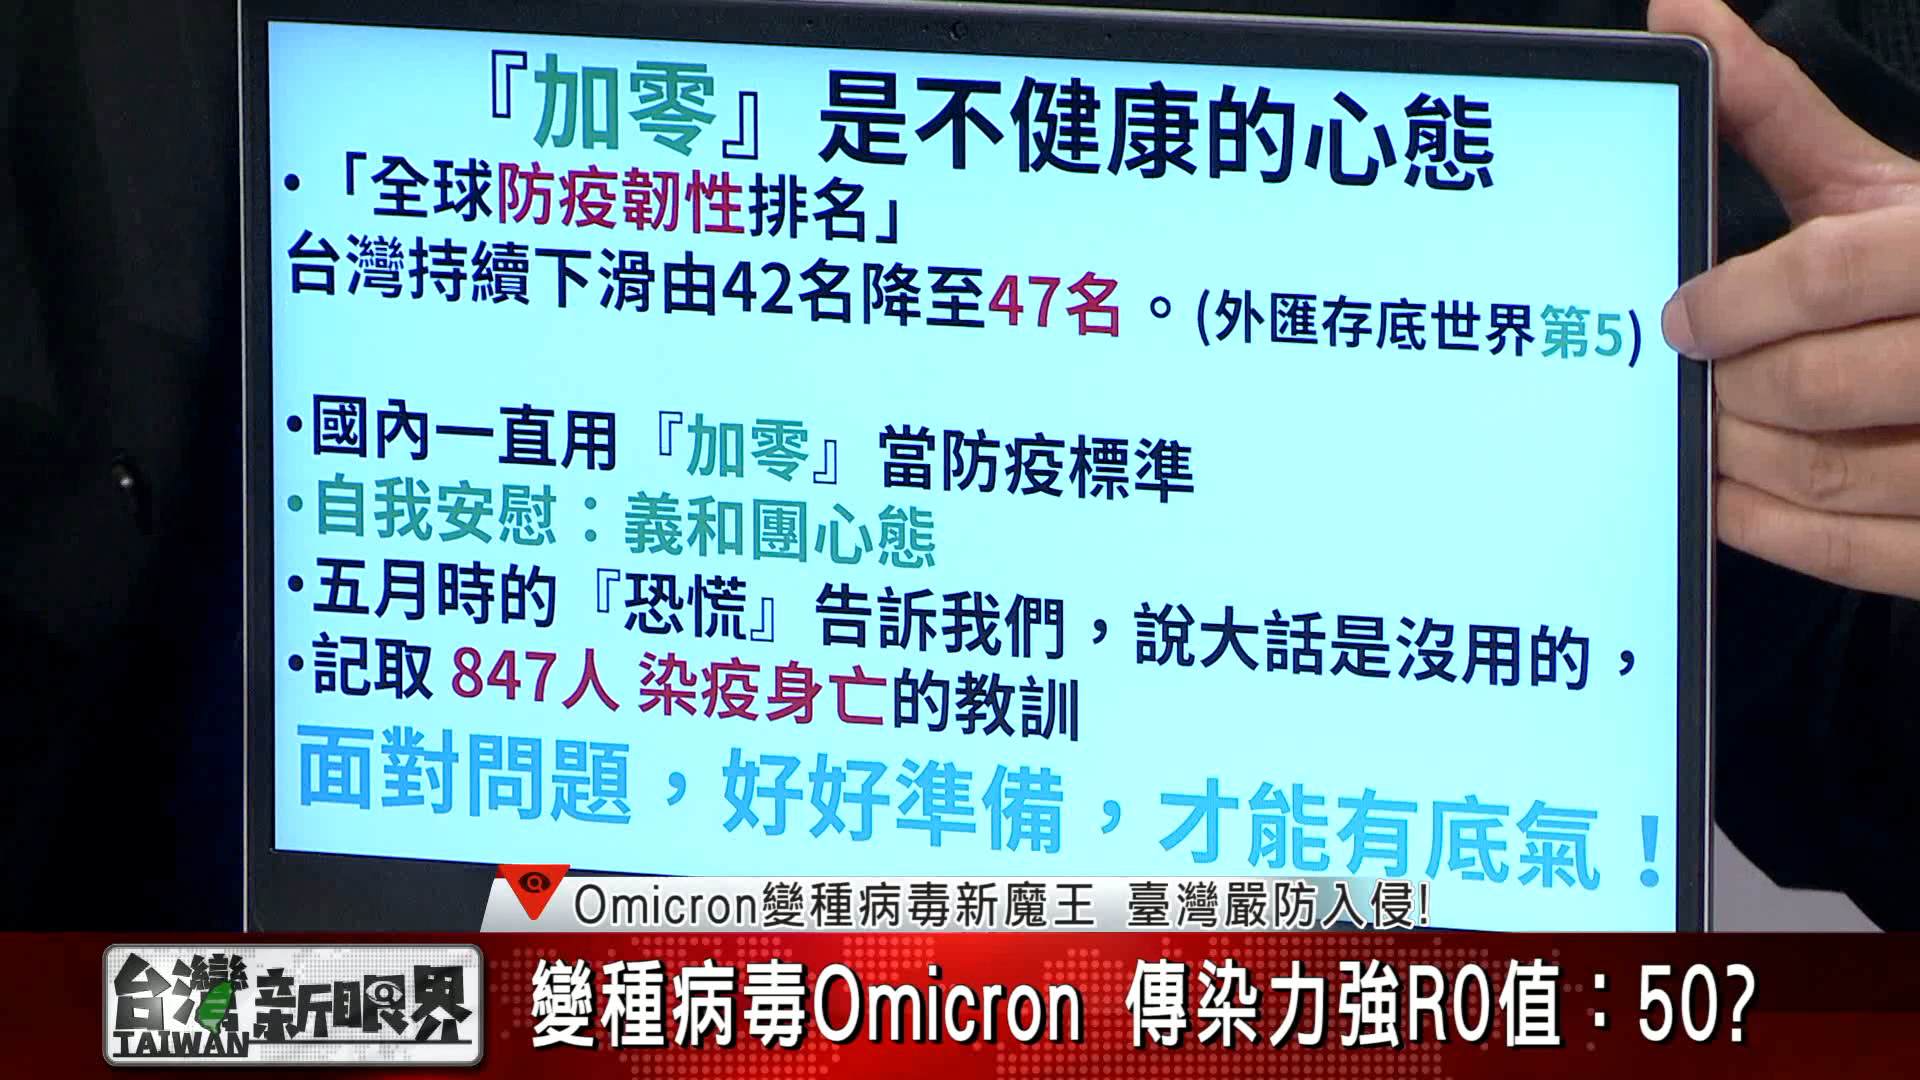 『加零』是不健康的心態
•「全球防疫韌性排名」
台灣持續下滑由42名降至47名。(外匯存底世界第5)
•國內一直用『加零』當防疫標準
•自我安慰：義和團心態
•五月時的『恐慌』告訴我們，說大話是沒用的，
•記取 847人 染疫身亡的教訓
面對問題，好好準備，才能有底氣！
Omicron變種病毒新魔王 臺灣嚴防入侵!
台灣新眼界
TAIWAN
變種病毒Omicron 傳染力強R0值：50?